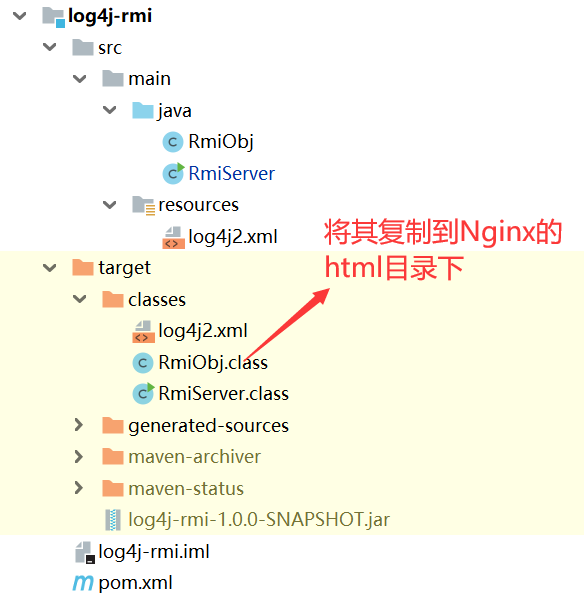 log4j-rmi
src
main
java
RmiObj
RmiServer
resources
log4j2.xml
将其复制到Nginx的
html目录下
target
classes
log4j2.xml
RmiObj.class
RmiServer.class
generated-sources
maven-archiver
maven-status
log4j-rmi-1.0.0-SNAPSHOT.jar
log4j-rmi.iml
pom.xml